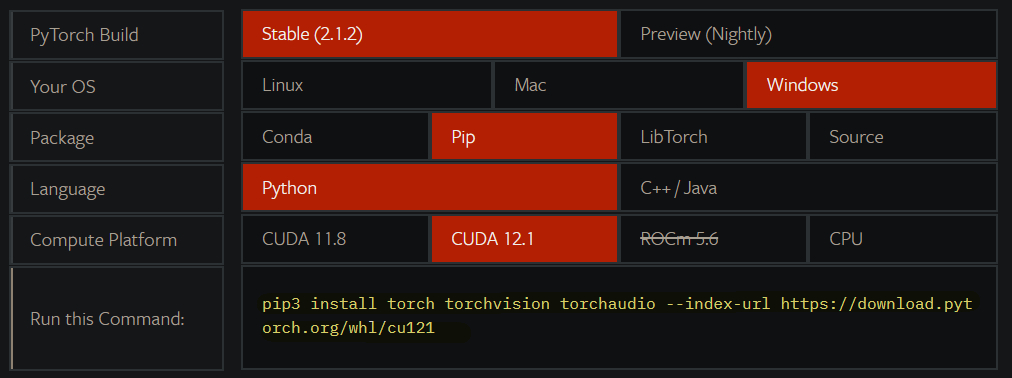 PyTorch Build Stable (2.1.2) Preview (Nightly)
Your OS Linux Mac Windows
Package Conda Pip LibTorch Source
Language Python C++ / Java
Compute Platform CUDA 11.8 CUDA 12.1 ROCm 5.6 CPU
Run this Command:
pip3 install torch torchvision torchaudio --index-url https://download.pyt
orch.org/whl/cu121